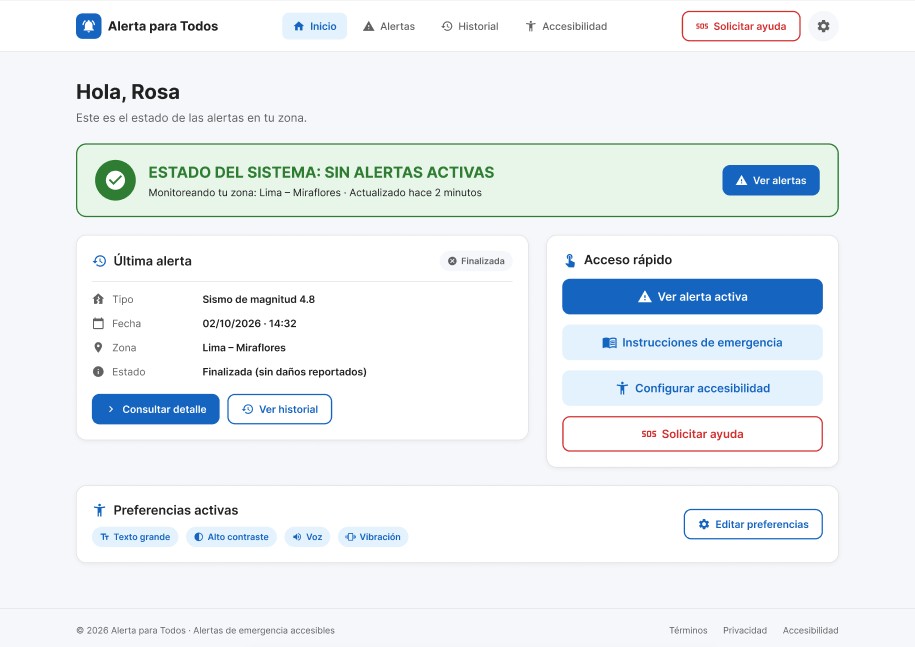 Alerta para Todos
Inicio
Alertas
Historial
Accesibilidad
SOS Solicitar ayuda
Hola, Rosa
Este es el estado de las alertas en tu zona.
ESTADO DEL SISTEMA: SIN ALERTAS ACTIVAS
Monitoreando tu zona: Lima – Miraflores · Actualizado hace 2 minutos
Ver alertas
Última alerta
Finalizada
Tipo Sismo de magnitud 4.8
Fecha 02/10/2026 · 14:32
Zona Lima – Miraflores
Estado Finalizada (sin daños reportados)
Consultar detalle
Ver historial
Acceso rápido
Ver alerta activa
Instrucciones de emergencia
Configurar accesibilidad
SOS Solicitar ayuda
Preferencias activas
Tт Texto grande
Alto contraste
Voz
Vibración
Editar preferencias
© 2026 Alerta para Todos · Alertas de emergencia accesibles
Términos
Privacidad
Accesibilidad